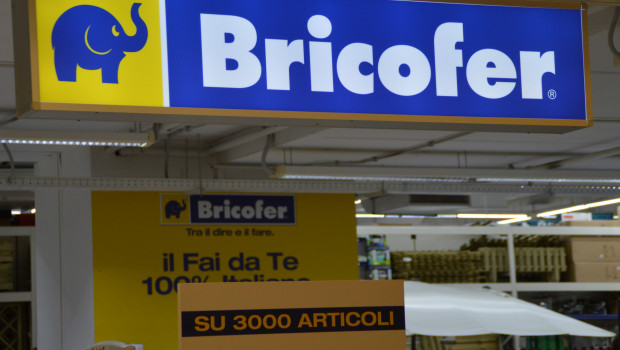 Bricofer®
Bricofer
Tra il dire e il fare.
il Fai da Te
100% Italiano
SU 3000 ARTICOLI